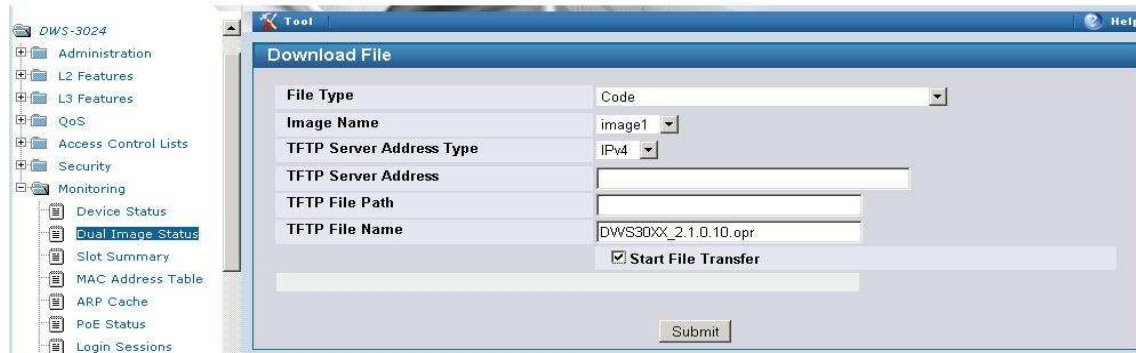 DWS-3024
Administration
L2 Features
L3 Features
QoS
Access Control Lists
Security
Monitoring
Device Status
Dual Image Status
Slot Summary
MAC Address Table
ARP Cache
PoE Status
Login Sessions
Tool
Help
Download File
File Type Code
Image Name image1
TFTP Server Address Type IPv4
TFTP Server Address
TFTP File Path
TFTP File Name DWS30XX_2.1.0.10.opr
Start File Transfer
Submit